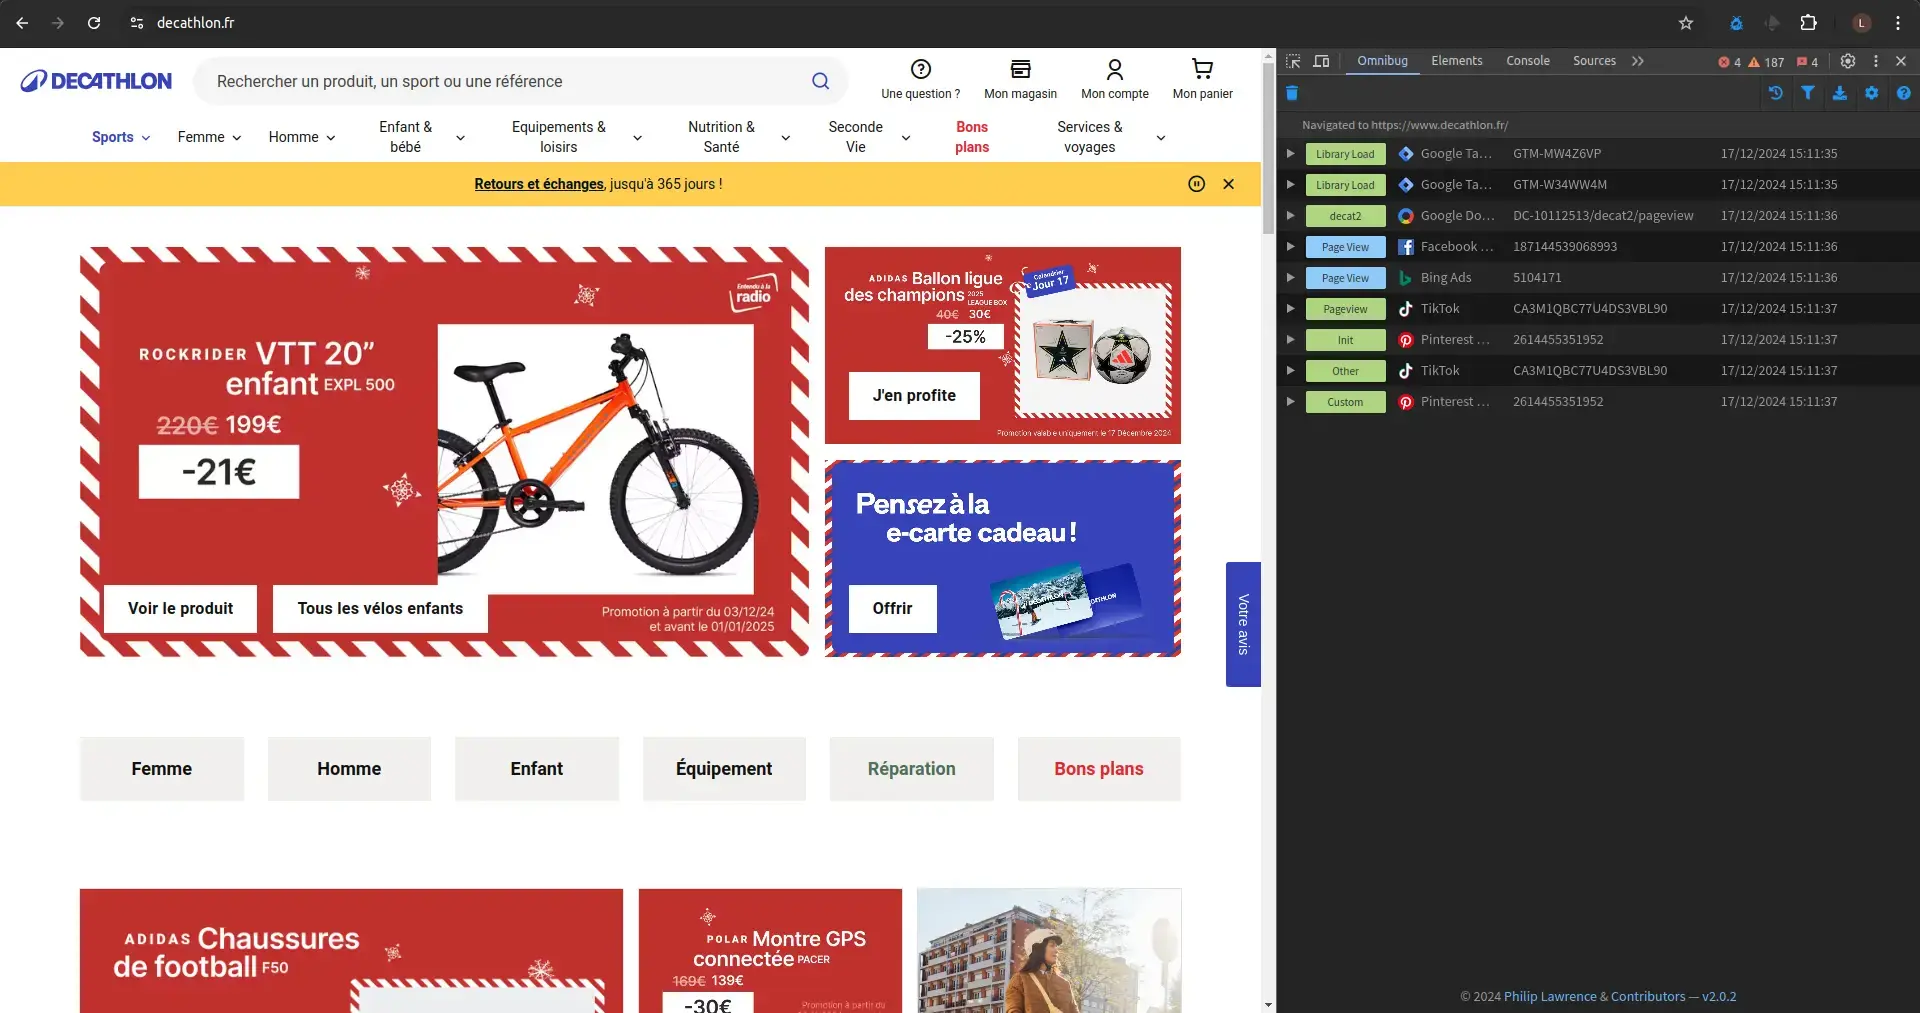 decathlon.fr
L
DECATHLON
Rechercher un produit, un sport ou une référence
Une question ?
Mon magasin
Mon compte
Mon panier
Sports
Femme
Homme
Enfant &
bébé
Equipements &
loisirs
Nutrition &
Santé
Seconde
Vie
Bons
plans
Services &
voyages
Retours et échanges, jusqu'à 365 jours !
Entendu à la
radio
ROCKRIDER VTT 20”
enfant EXPL 500
220€ 199€
-21€
Voir le produit
Tous les vélos enfants
Promotion à partir du 03/12/24
et avant le 01/01/2025
ADIDAS Ballon ligue
des champions 2025
LEAGUE BOX
40€ 30€
-25%
J'en profite
Calendrier
Jour 17
Promotion valable uniquement le 17 Décembre 2024
Pensez à la
e-carte cadeau !
Offrir
DECATHLON
Votre avis
Femme
Homme
Enfant
Équipement
Réparation
Bons plans
ADIDAS Chaussures
de football F50
POLAR Montre GPS
connectée PACER
169€ 139€
-30€
Promotion à partir du
Omnibug
Elements
Console
Sources
4
187
4
Navigated to https://www.decathlon.fr/
Library Load Google Ta... GTM-MW4Z6VP 17/12/2024 15:11:35
Library Load Google Ta... GTM-W34WW4M 17/12/2024 15:11:35
decat2 Google Do... DC-10112513/decat2/pageview 17/12/2024 15:11:36
Page View Facebook ... 187144539068993 17/12/2024 15:11:36
Page View Bing Ads 5104171 17/12/2024 15:11:36
Pageview TikTok CA3M1QBC77U4DS3VBL90 17/12/2024 15:11:37
Init Pinterest ... 2614455351952 17/12/2024 15:11:37
Other TikTok CA3M1QBC77U4DS3VBL90 17/12/2024 15:11:37
Custom Pinterest ... 2614455351952 17/12/2024 15:11:37
© 2024 Philip Lawrence & Contributors — v2.0.2